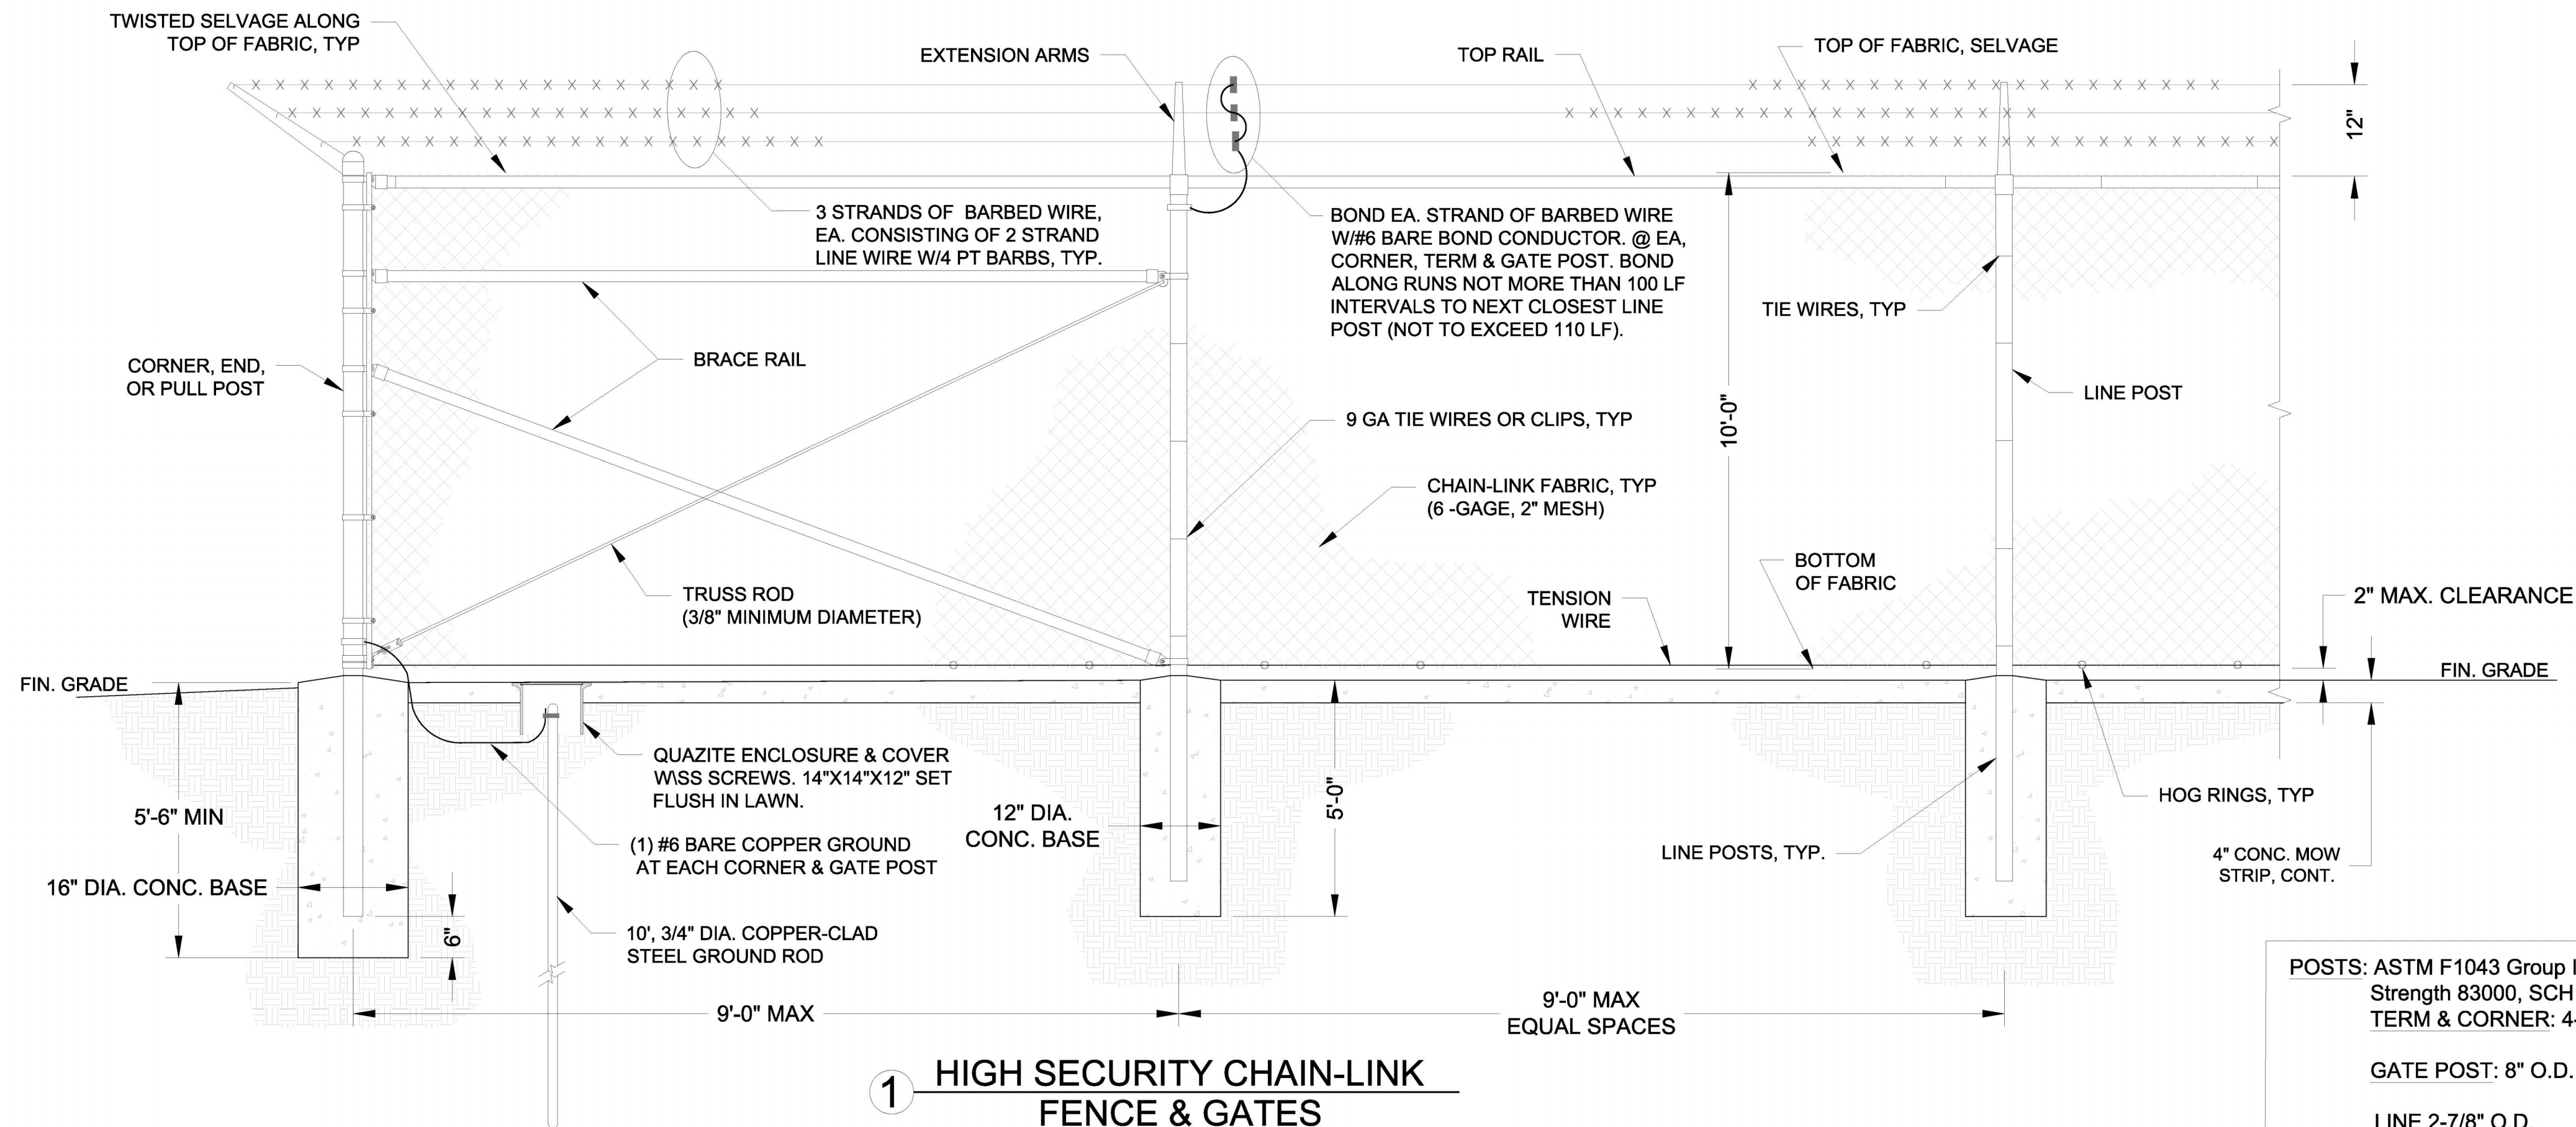 TWISTED SELVAGE ALONG
TOP OF FABRIC, TYP
EXTENSION ARMS
TOP RAIL
TOP OF FABRIC, SELVAGE
12"
3 STRANDS OF BARBED WIRE,
EA. CONSISTING OF 2 STRAND
LINE WIRE W/4 PT BARBS, TYP.
BOND EA. STRAND OF BARBED WIRE
W/#6 BARE BOND CONDUCTOR. @ EA,
CORNER, TERM & GATE POST. BOND
ALONG RUNS NOT MORE THAN 100 LF
INTERVALS TO NEXT CLOSEST LINE
POST (NOT TO EXCEED 110 LF).
TIE WIRES, TYP
CORNER, END,
OR PULL POST
BRACE RAIL
LINE POST
10'-0"
9 GA TIE WIRES OR CLIPS, TYP
CHAIN-LINK FABRIC, TYP
(6 -GAGE, 2" MESH)
BOTTOM
OF FABRIC
TRUSS ROD
(3/8" MINIMUM DIAMETER)
TENSION
WIRE
2" MAX. CLEARANCE
FIN. GRADE
FIN. GRADE
QUAZITE ENCLOSURE & COVER
W\SS SCREWS. 14"X14"X12" SET
FLUSH IN LAWN.
5'-6" MIN
12" DIA.
CONC. BASE
5'-0"
HOG RINGS, TYP
(1) #6 BARE COPPER GROUND
AT EACH CORNER & GATE POST
LINE POSTS, TYP.
4" CONC. MOW
STRIP, CONT.
16" DIA. CONC. BASE
6"
10', 3/4" DIA. COPPER-CLAD
STEEL GROUND ROD
9'-0" MAX
9'-0" MAX
EQUAL SPACES
POSTS: ASTM F1043 Group I
Strength 83000, SCH
TERM & CORNER: 4-
GATE POST: 8" O.D.
LINE 2-7/8" O.D.
1
HIGH SECURITY CHAIN-LINK
FENCE & GATES